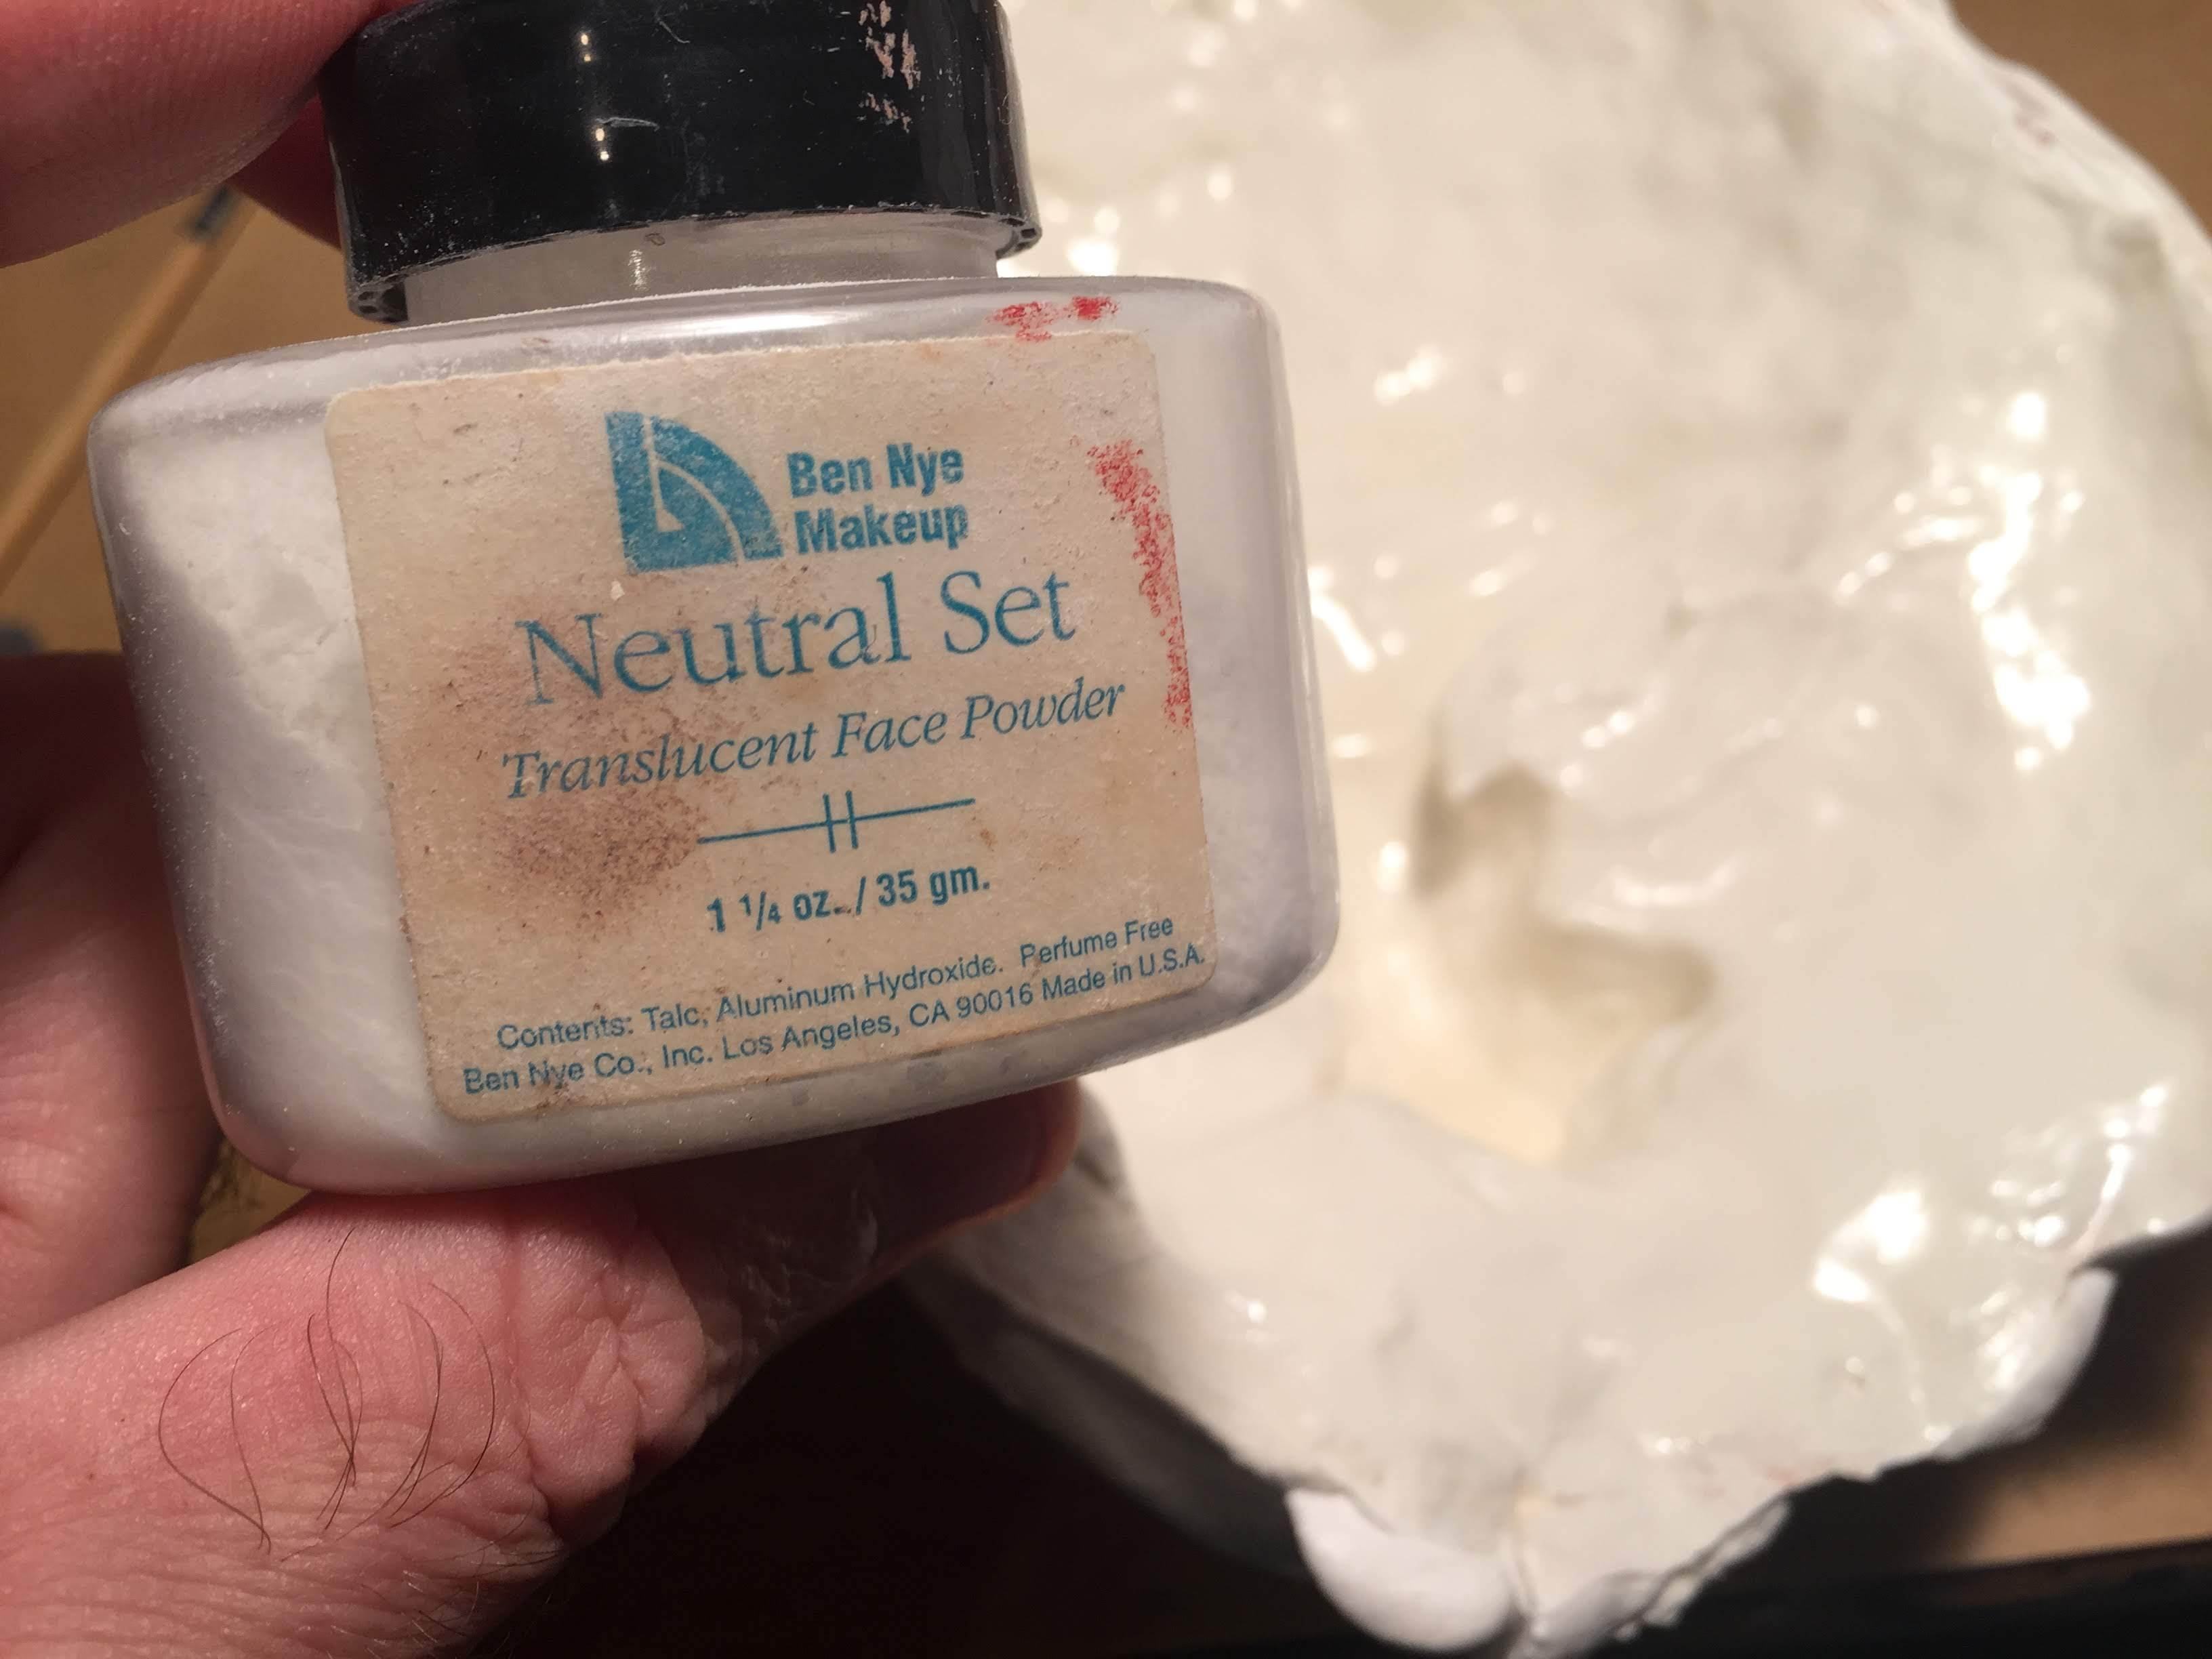 Ben Nye
Makeup
Neutral Set
Translucent Face Powder
1 1/4 oz. / 35 gm.
Contents: Talc, Aluminum Hydroxide. Perfume Free
Ben Nye Co., Inc. Los Angeles, CA 90016 Made in U.S.A.